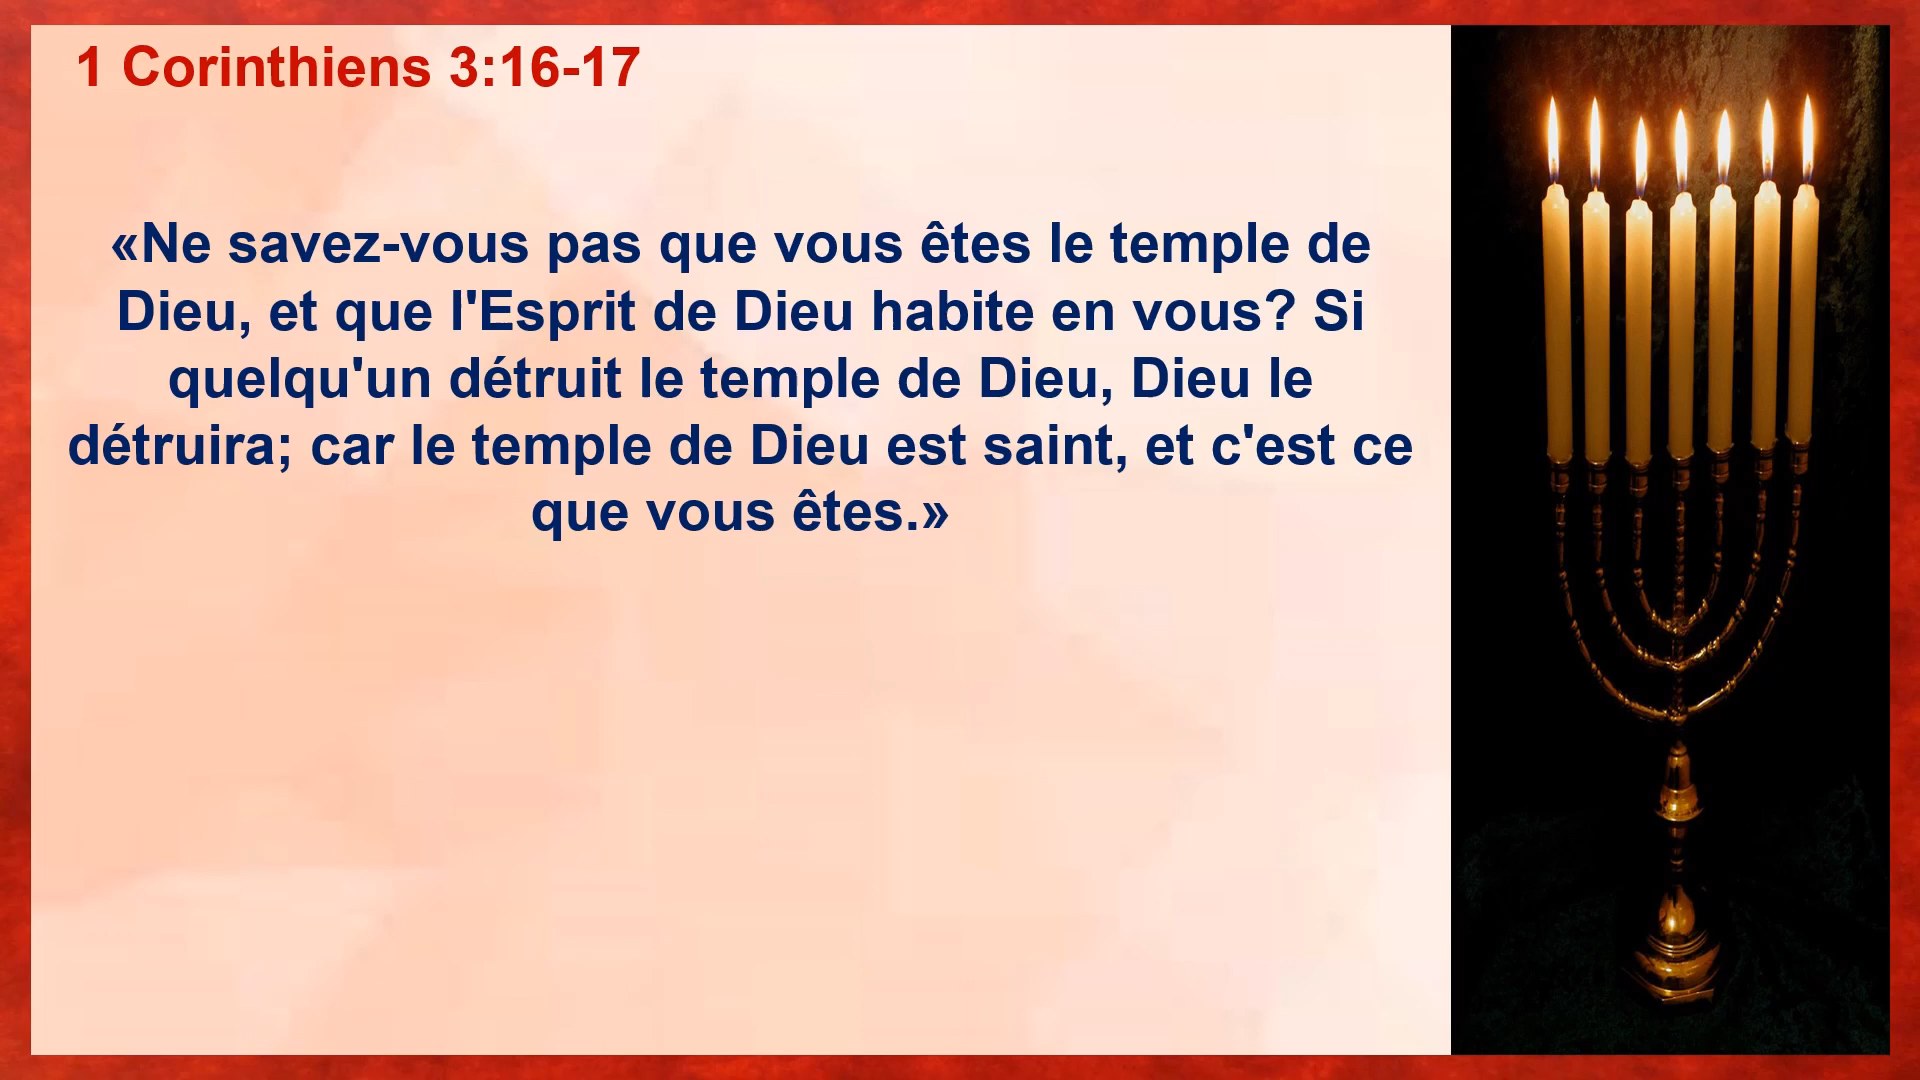 1 Corinthiens 3:16-17
«Ne savez-vous pas que vous êtes le temple de
Dieu, et que l'Esprit de Dieu habite en vous? Si
quelqu'un détruit le temple de Dieu, Dieu le
détruira; car le temple de Dieu est saint, et c'est ce
que vous êtes.»